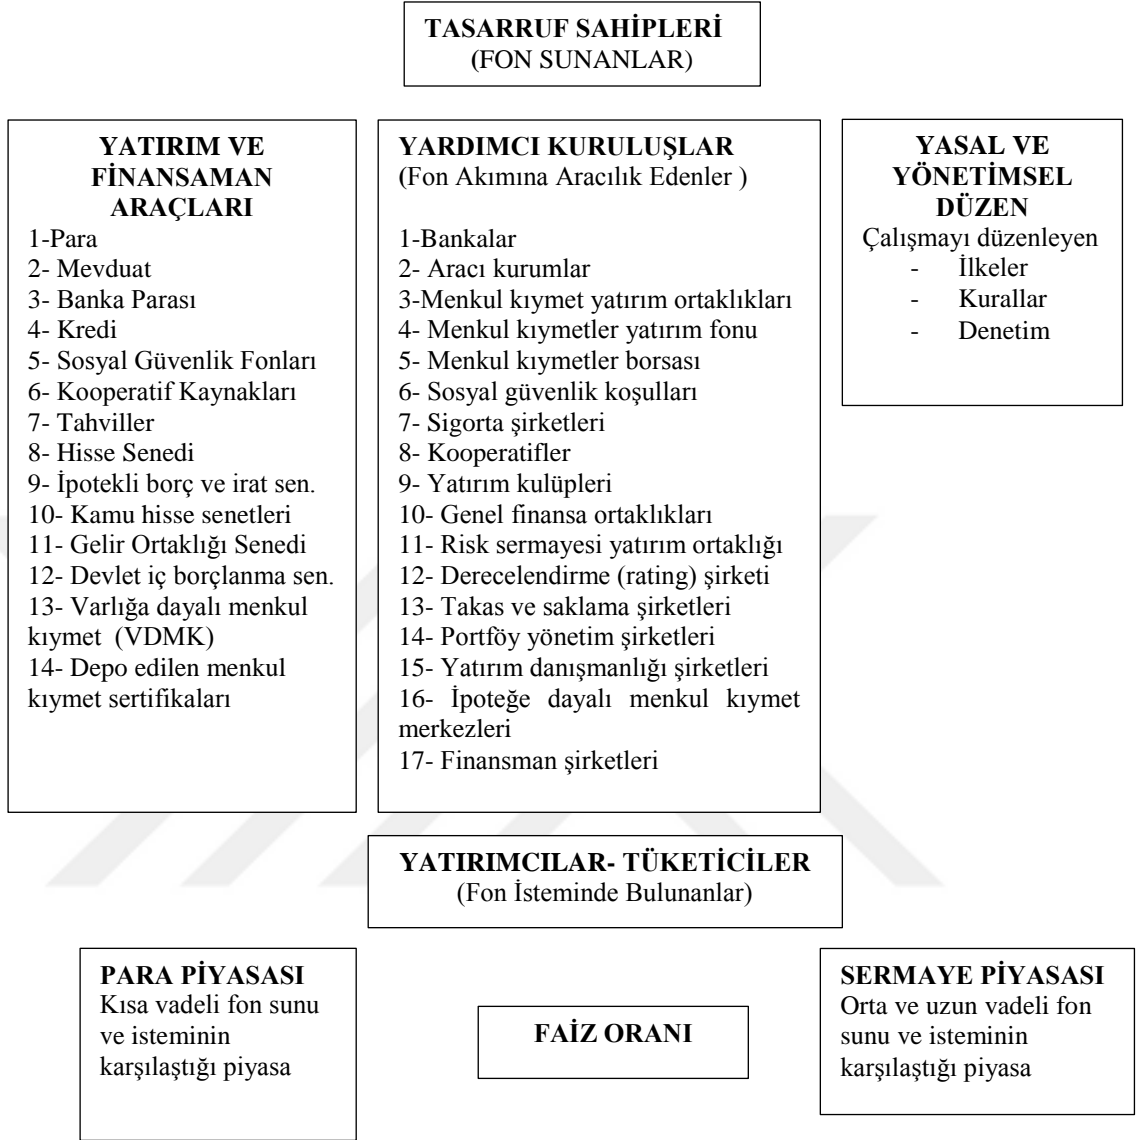 TASARRUF SAHİPLERİ
(FON SUNANLAR)
YATIRIM VE
FİNANSAMAN
ARAÇLARI
1-Para
2- Mevduat
3- Banka Parası
4- Kredi
5- Sosyal Güvenlik Fonları
6- Kooperatif Kaynakları
7- Tahviller
8- Hisse Senedi
9- İpotekli borç ve irat sen.
10- Kamu hisse senetleri
11- Gelir Ortaklığı Senedi
12- Devlet iç borçlanma sen.
13- Varlığa dayalı menkul
kıymet (VDMK)
14- Depo edilen menkul
kıymet sertifikaları
YARDIMCI KURULUŞLAR
(Fon Akımına Aracılık Edenler )
1-Bankalar
2- Aracı kurumlar
3-Menkul kıymet yatırım ortaklıkları
4- Menkul kıymetler yatırım fonu
5- Menkul kıymetler borsası
6- Sosyal güvenlik koşulları
7- Sigorta şirketleri
8- Kooperatifler
9- Yatırım kulüpleri
10- Genel finansa ortaklıkları
11- Risk sermayesi yatırım ortaklığı
12- Derecelendirme (rating) şirketi
13- Takas ve saklama şirketleri
14- Portföy yönetim şirketleri
15- Yatırım danışmanlığı şirketleri
16- İpoteğe dayalı menkul kıymet
merkezleri
17- Finansman şirketleri
YASAL VE
YÖNETİMSEL
DÜZEN
Çalışmayı düzenleyen
- İlkeler
- Kurallar
- Denetim
YATIRIMCILAR- TÜKETİCİLER
(Fon İsteminde Bulunanlar)
PARA PİYASASI
Kısa vadeli fon sunu
ve isteminin
karşılaştığı piyasa
FAİZ ORANI
SERMAYE PİYASASI
Orta ve uzun vadeli fon
sunu ve isteminin
karşılaştığı piyasa